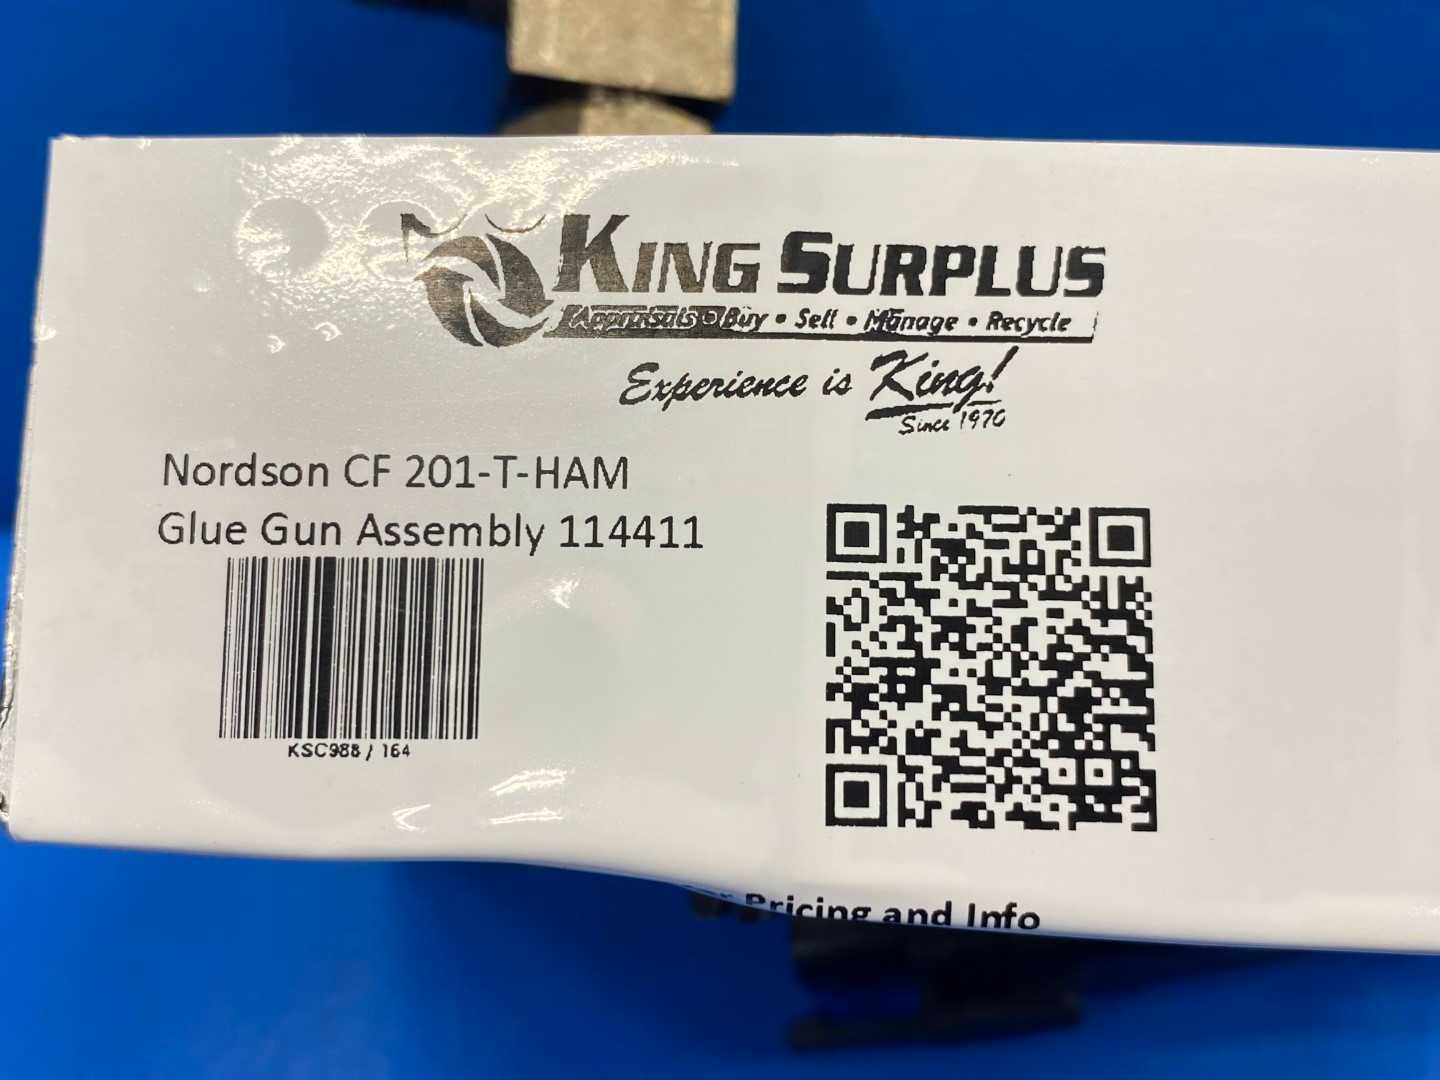 KING SURPLUS
Appraisals • Buy • Sell • Manage • Recycle
Experience is King!
Since 1970
Nordson CF 201-T-HAM
Glue Gun Assembly 114411
KSC988 / 164
Pricing and Info